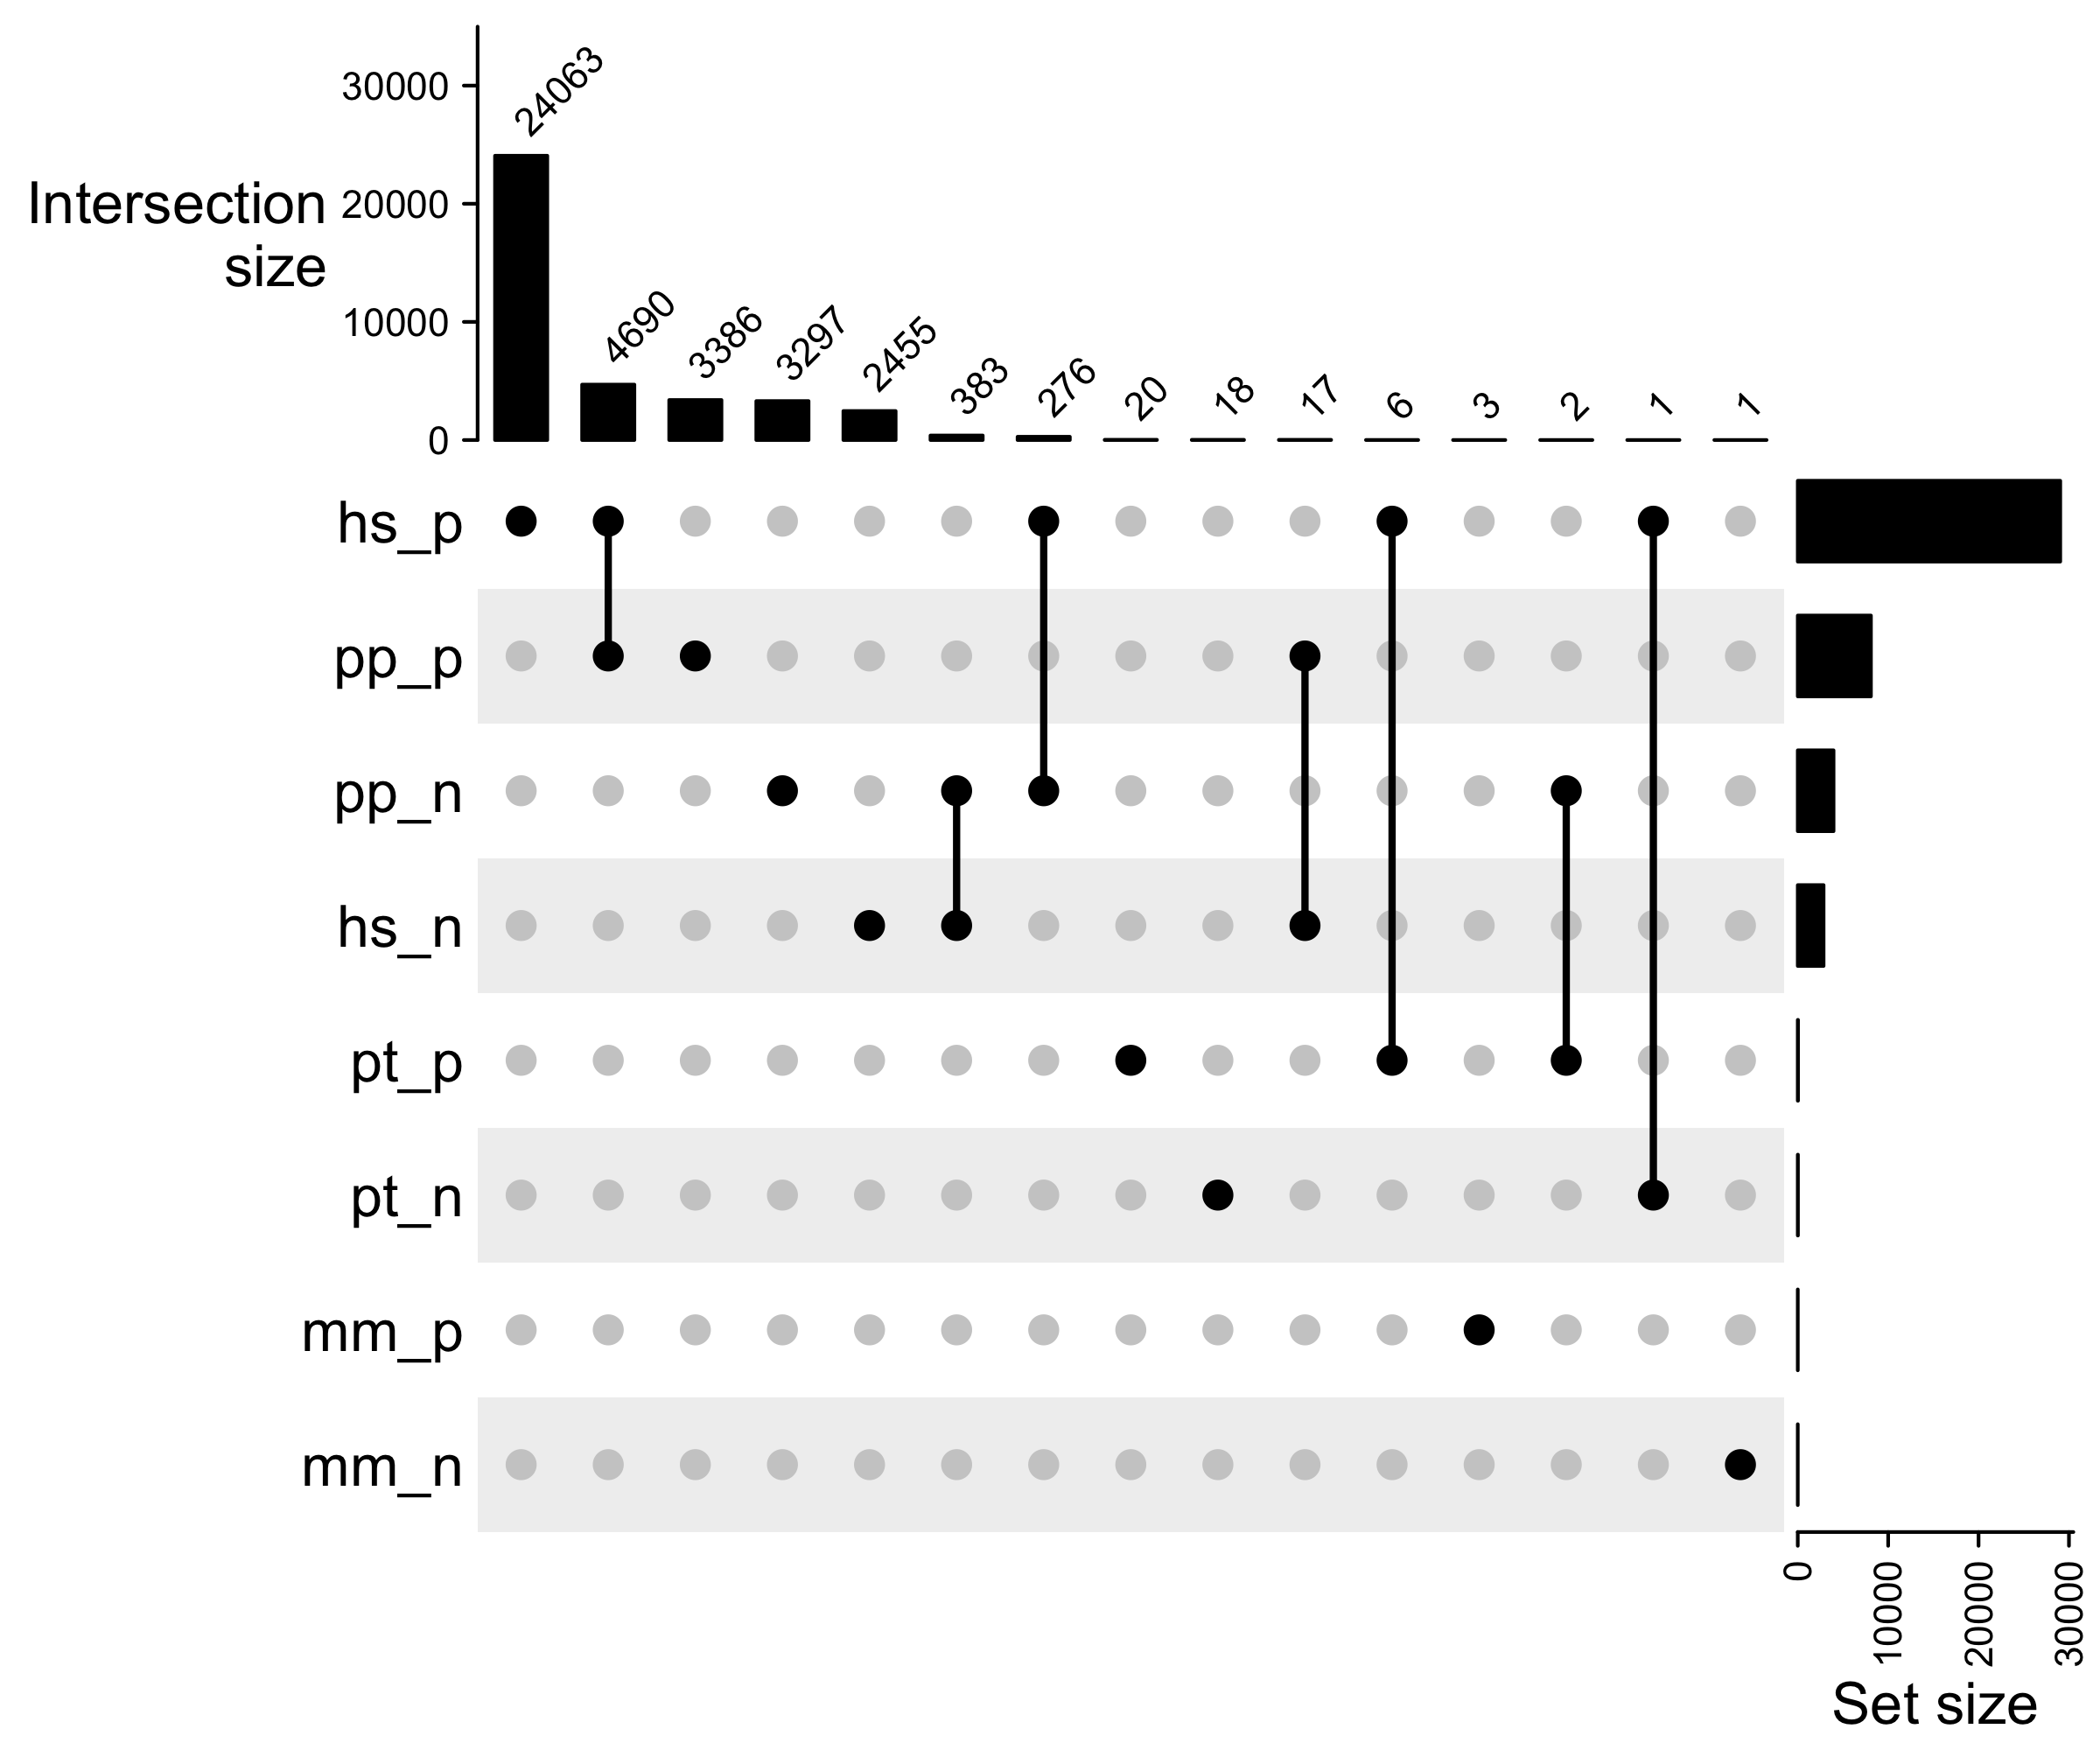 Intersection
size
30000
20000
10000
0
24063
4690
3386
3297
2455
383
276
20
18
17
6
3
2
1
1
hs_p
pp_p
pp_n
hs_n
pt_p
pt_n
mm_p
mm_n
0
10000
20000
30000
Set size